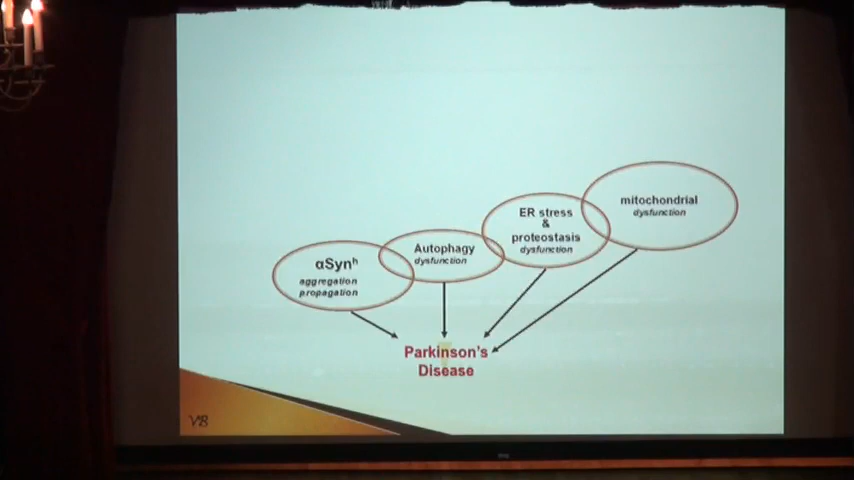 mitochondrial
dysfunction
ER stress
&
proteostasis
dysfunction
Autophagy
dysfunction
αSynʰ
aggregation
propagation
Parkinson's
Disease